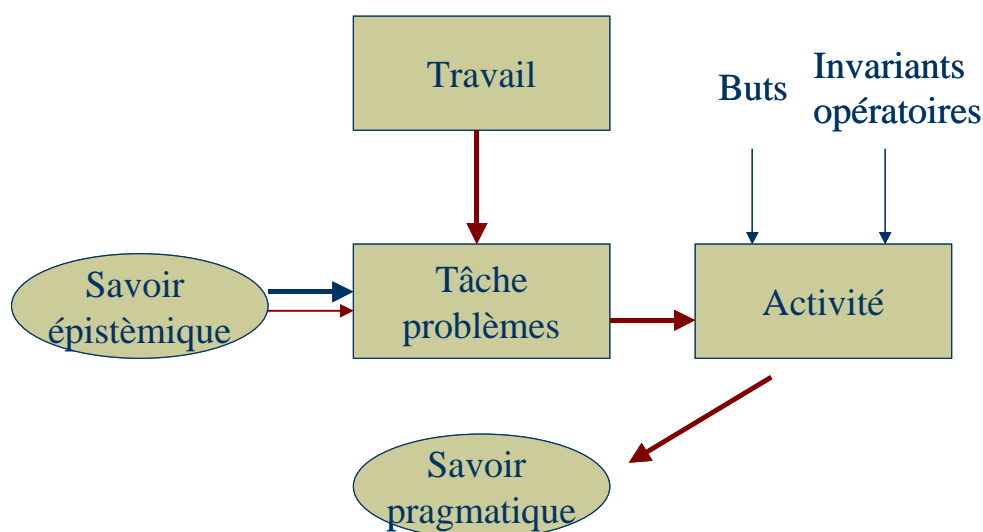 Travail
Buts
Invariants
opératoires
Savoir
épistèmique
Tâche
problèmes
Activité
Savoir
pragmatique